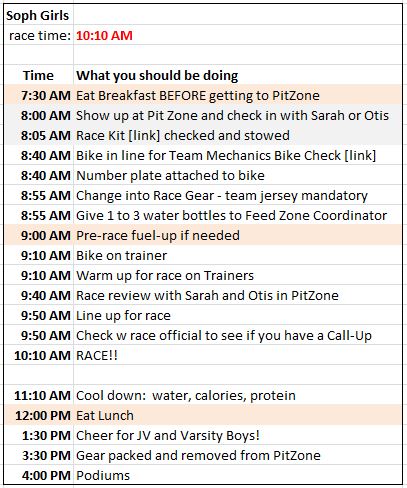 Soph Girls
race time: 10:10 AM
Time What you should be doing
7:30 AM Eat Breakfast BEFORE getting to PitZone
8:00 AM Show up at Pit Zone and check in with Sarah or Otis
8:05 AM Race Kit [link] checked and stowed
8:40 AM Bike in line for Team Mechanics Bike Check [link]
8:40 AM Number plate attached to bike
8:55 AM Change into Race Gear - team jersey mandatory
8:55 AM Give 1 to 3 water bottles to Feed Zone Coordinator
9:00 AM Pre-race fuel-up if needed
9:10 AM Bike on trainer
9:10 AM Warm up for race on Trainers
9:40 AM Race review with Sarah and Otis in PitZone
9:50 AM Line up for race
9:50 AM Check w race official to see if you have a Call-Up
10:10 AM RACE!!
11:10 AM Cool down: water, calories, protein
12:00 PM Eat Lunch
1:30 PM Cheer for JV and Varsity Boys!
3:30 PM Gear packed and removed from PitZone
4:00 PM Podiums